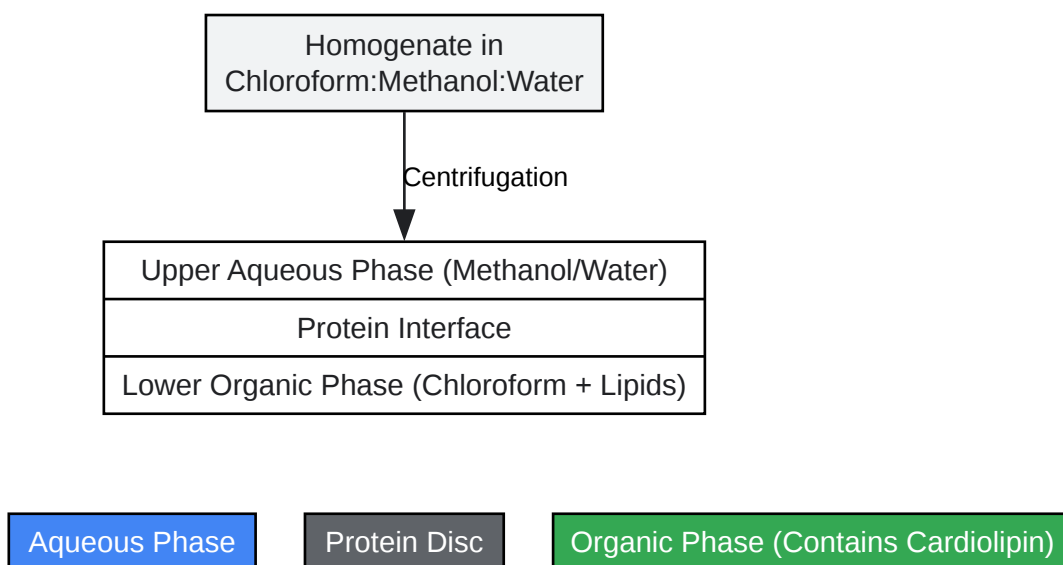 Homogenate in
Chloroform:Methanol:Water
Centrifugation
Upper Aqueous Phase (Methanol/Water)
Protein Interface
Lower Organic Phase (Chloroform + Lipids)
Aqueous Phase
Protein Disc
Organic Phase (Contains Cardiolipin)